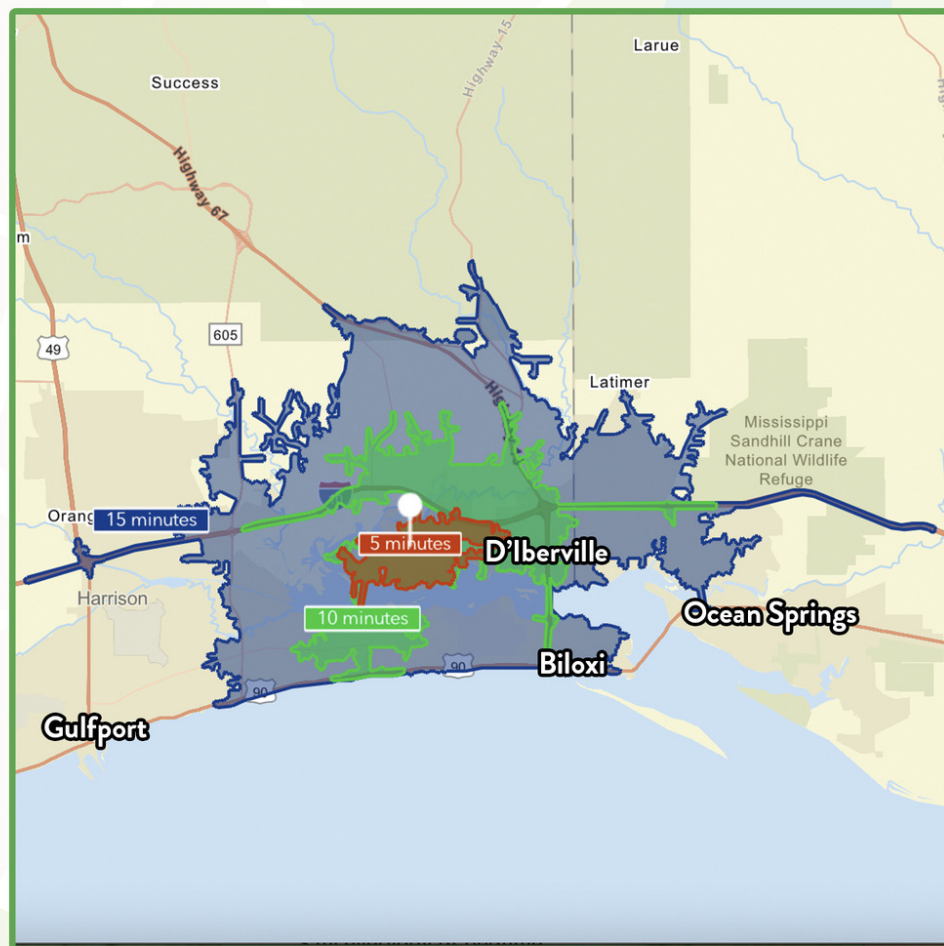 Highway 15
Larue
Success
Highway 67
m
605
49
Latimer
Mississippi
Sandhill Crane
National Wildlife
Refuge
Orang
15 minutes
5 minutes
D'Iberville
Harrison
10 minutes
Ocean Springs
90
Biloxi
90
Gulfport